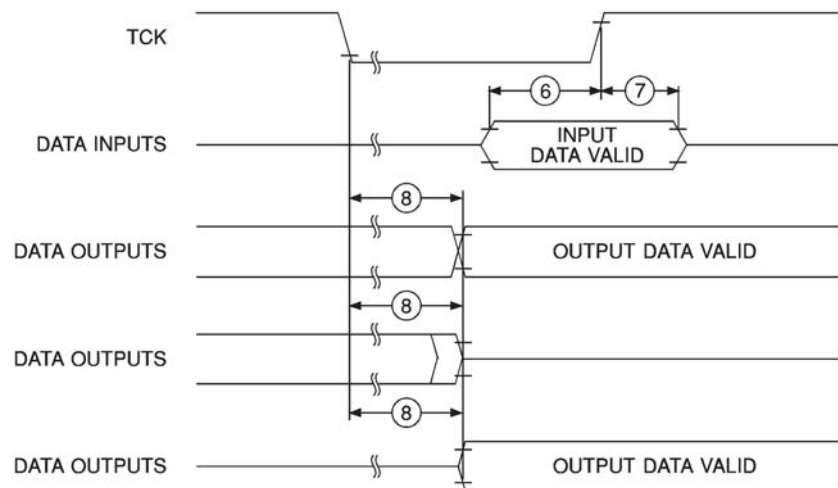 TCK
6
7
DATA INPUTS
INPUT
DATA VALID
8
DATA OUTPUTS
OUTPUT DATA VALID
8
DATA OUTPUTS
8
DATA OUTPUTS
OUTPUT DATA VALID